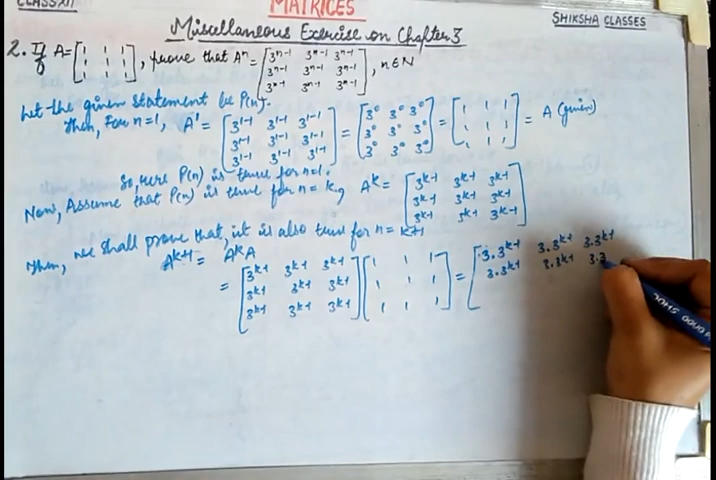 CLASS XII
MATRICES
SHIKSHA CLASSES
Miscellaneous Exercise on Chapter 3
2. If A = [1 1 1; 1 1 1; 1 1 1], prove that Aⁿ = [3ⁿ⁻¹ 3ⁿ⁻¹ 3ⁿ⁻¹; 3ⁿ⁻¹ 3ⁿ⁻¹ 3ⁿ⁻¹; 3ⁿ⁻¹ 3ⁿ⁻¹ 3ⁿ⁻¹], n ∈ N
Let the given statement be P(n).
Then, For n=1, A¹ = [3¹⁻¹ 3¹⁻¹ 3¹⁻¹; 3¹⁻¹ 3¹⁻¹ 3¹⁻¹; 3¹⁻¹ 3¹⁻¹ 3¹⁻¹] = [3⁰ 3⁰ 3⁰; 3⁰ 3⁰ 3⁰; 3⁰ 3⁰ 3⁰] = [1 1 1; 1 1 1; 1 1 1] = A (given)
So, here P(n) is true for n=1.
Now, Assume that P(n) is true for n=k, Aᵏ = [3ᵏ⁻¹ 3ᵏ⁻¹ 3ᵏ⁻¹; 3ᵏ⁻¹ 3ᵏ⁻¹ 3ᵏ⁻¹; 3ᵏ⁻¹ 3ᵏ⁻¹ 3ᵏ⁻¹]
Then, we shall prove that, it is also true for n=k+1
Aᵏ⁺¹ = AᵏA
= [3ᵏ⁻¹ 3ᵏ⁻¹ 3ᵏ⁻¹; 3ᵏ⁻¹ 3ᵏ⁻¹ 3ᵏ⁻¹; 3ᵏ⁻¹ 3ᵏ⁻¹ 3ᵏ⁻¹] [1 1 1; 1 1 1; 1 1 1] = [3.3ᵏ⁻¹ 3.3ᵏ⁻¹ 3.3ᵏ⁻¹; 3.3ᵏ⁻¹ 3.3ᵏ⁻¹ 3.3